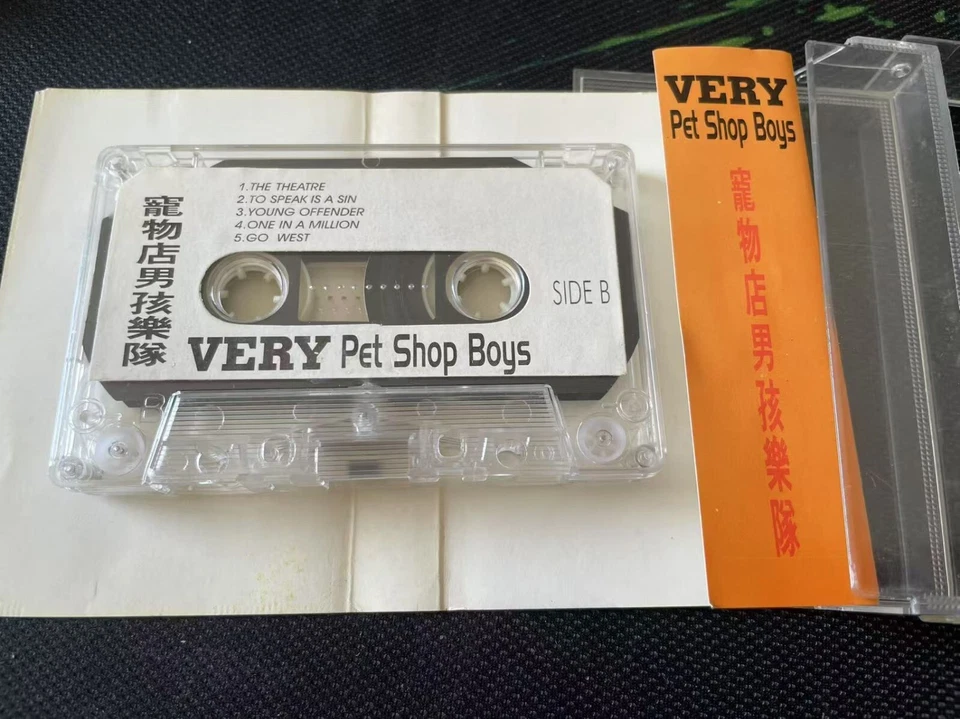 寵物店男孩樂隊
1.THE THEATRE
2.TO SPEAK IS A SIN
3.YOUNG OFFENDER
4.ONE IN A MILLION
5.GO WEST
SIDE B
VERY Pet Shop Boys
VERY
Pet Shop Boys
寵物店男孩樂隊